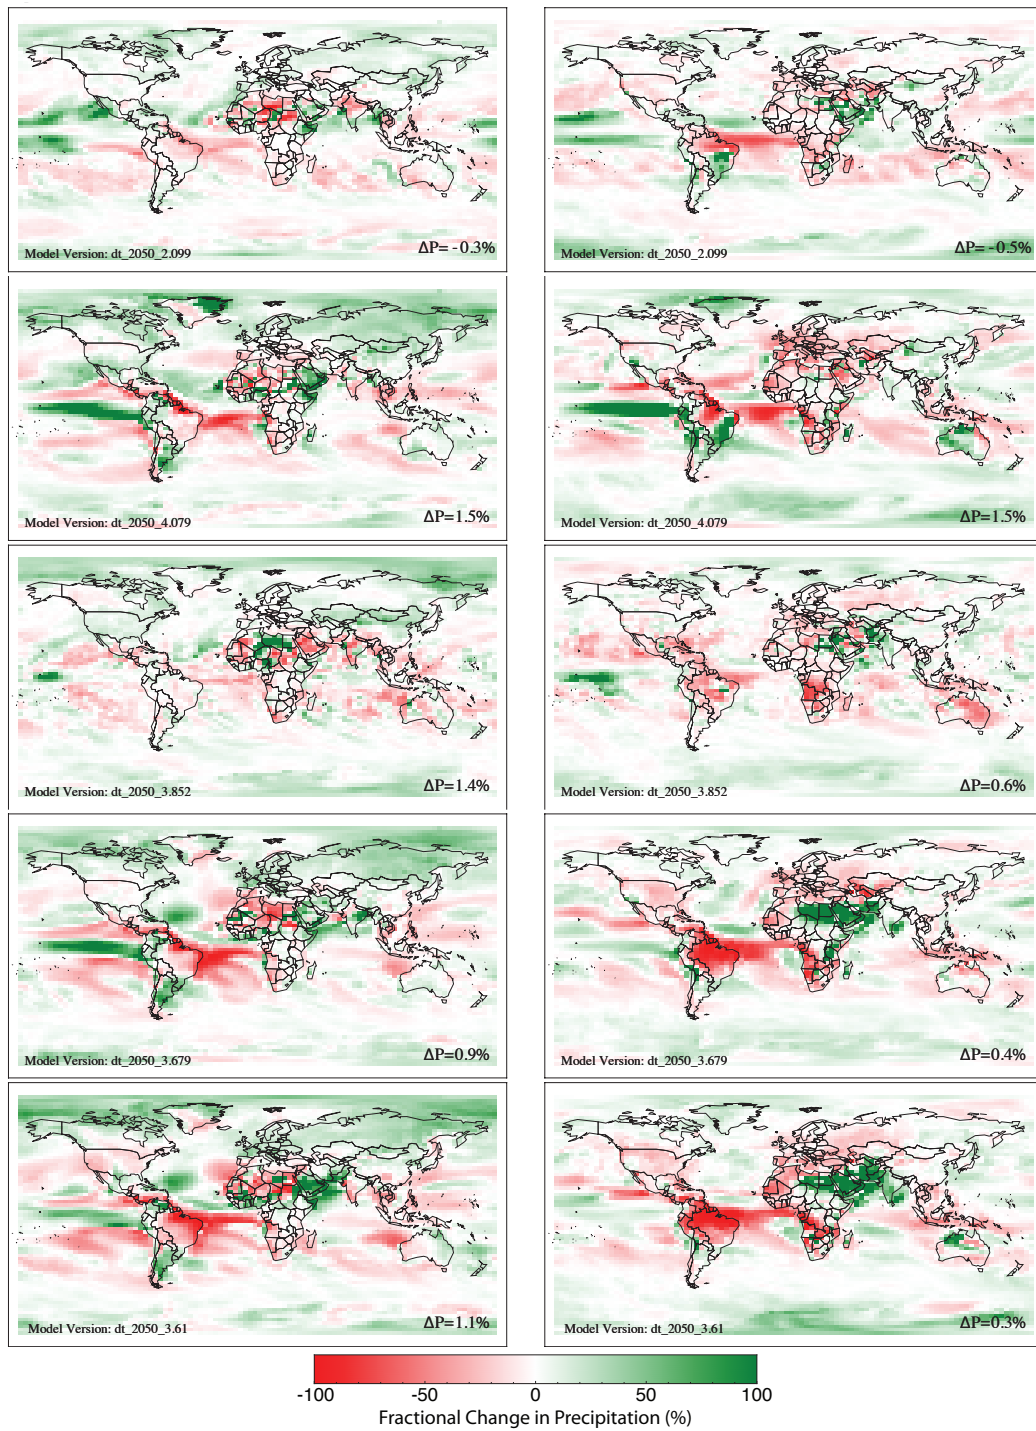 Model Version: dt_2050_2.099
ΔP= -0.3%
Model Version: dt_2050_2.099
ΔP= -0.5%
Model Version: dt_2050_4.079
ΔP=1.5%
Model Version: dt_2050_4.079
ΔP=1.5%
Model Version: dt_2050_3.852
ΔP=1.4%
Model Version: dt_2050_3.852
ΔP=0.6%
Model Version: dt_2050_3.679
ΔP=0.9%
Model Version: dt_2050_3.679
ΔP=0.4%
Model Version: dt_2050_3.61
ΔP=1.1%
Model Version: dt_2050_3.61
ΔP=0.3%
-100 -50 0 50 100
Fractional Change in Precipitation (%)